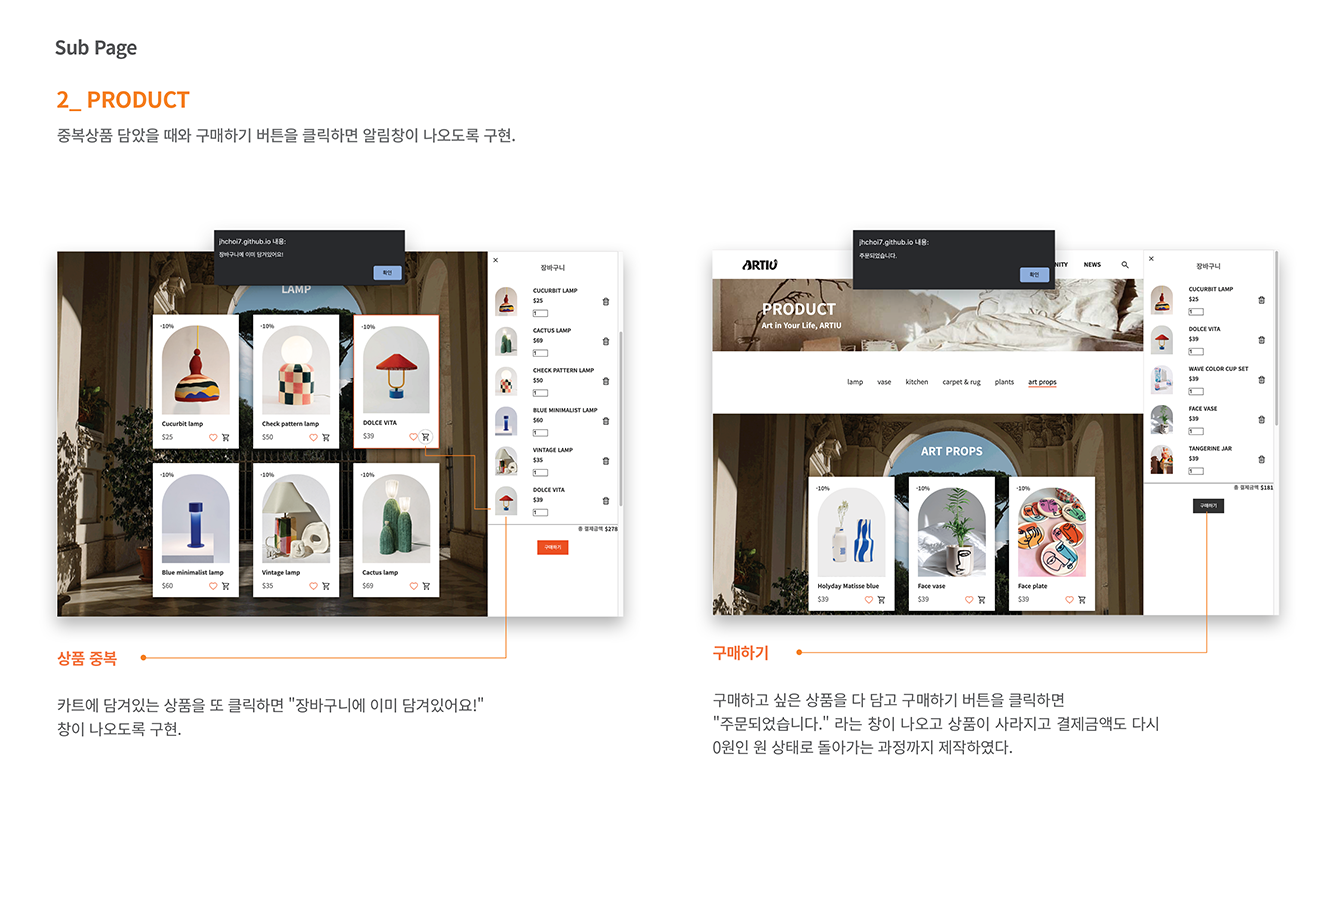 Sub Page
2_ PRODUCT
중복상품 담았을 때와 구매하기 버튼을 클릭하면 알림창이 나오도록 구현.
jhchoi7.github.io 내용:
장바구니에 이미 담겨있어요!
확인
LAMP
-10%
Cucurbit lamp
$25
-10%
Check pattern lamp
$50
-10%
DOLCE VITA
$39
-10%
Blue minimalist lamp
$60
-10%
Vintage lamp
$35
-10%
Cactus lamp
$69
장바구니
CUCURBIT LAMP
$25
1
CACTUS LAMP
$69
1
CHECK PATTERN LAMP
$50
1
BLUE MINIMALIST LAMP
$60
1
VINTAGE LAMP
$35
1
DOLCE VITA
$39
1
총 결제금액 $278
구매하기
상품 중복
카트에 담겨있는 상품을 또 클릭하면 "장바구니에 이미 담겨있어요!"
창이 나오도록 구현.
jhchoi7.github.io 내용:
주문되었습니다.
확인
ARTIU
NITY
NEWS
PRODUCT
Art in Your Life, ARTIU
lamp vase kitchen carpet & rug plants art props
ART PROPS
-10%
Holyday Matisse blue
$39
-10%
Face vase
$39
-10%
Face plate
$39
장바구니
CUCURBIT LAMP
$25
1
DOLCE VITA
$39
1
WAVE COLOR CUP SET
$39
1
FACE VASE
$39
1
TANGERINE JAR
$39
1
총 결제금액 $181
구매하기
구매하기
구매하고 싶은 상품을 다 담고 구매하기 버튼을 클릭하면
"주문되었습니다." 라는 창이 나오고 상품이 사라지고 결제금액도 다시
0원인 원 상태로 돌아가는 과정까지 제작하였다.